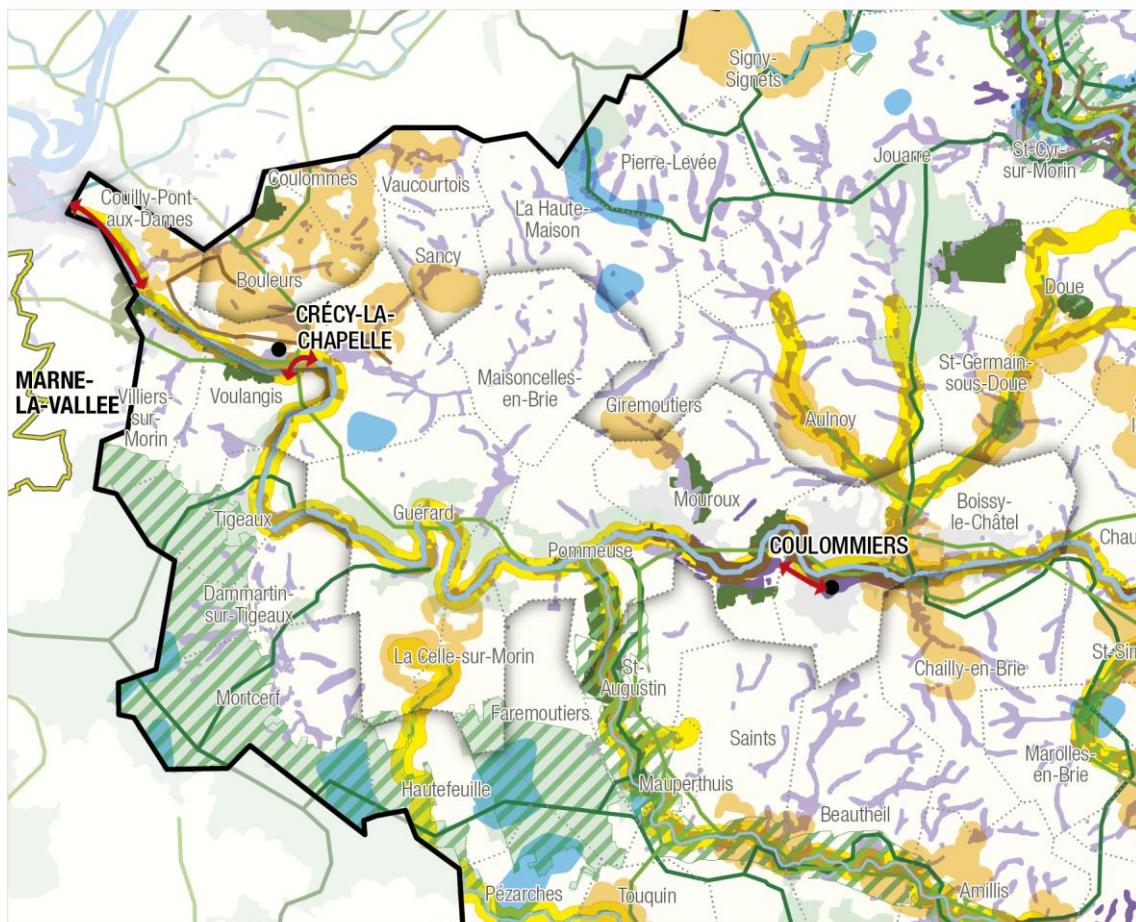 Signy-
Signets
St-Cyr-
sur-Morin
Pierre-Levée
Jouarre
Coulommes
Vaucourtois
Couilly-Pont-
aux-Dames
La Haute-
Maison
Sancy
Bouleurs
Doue
CRÉCY-LA-
CHAPELLE
MARNE-
LA-VALLEE
Villiers-
sur-
Morin
Voulangis
Maisoncelles-
en-Brie
St-Germain-
sous-Doue
Giremoutiers
Aulnoy
Mouroux
Boissy-
le-Châtel
Tigeaux
Guérard
Pommeuse
COULOMMIERS
Chau
Dammartin-
sur-Tigeaux
La Celle-sur-Morin
St-
Augustin
Chailly-en-Brie
St-Sim
Mortcerf
Faremoutiers
Saints
Marolles-
en-Brie
Hautefeuille
Mauperthuis
Beautheil
Pézarches
Touquin
Amillis